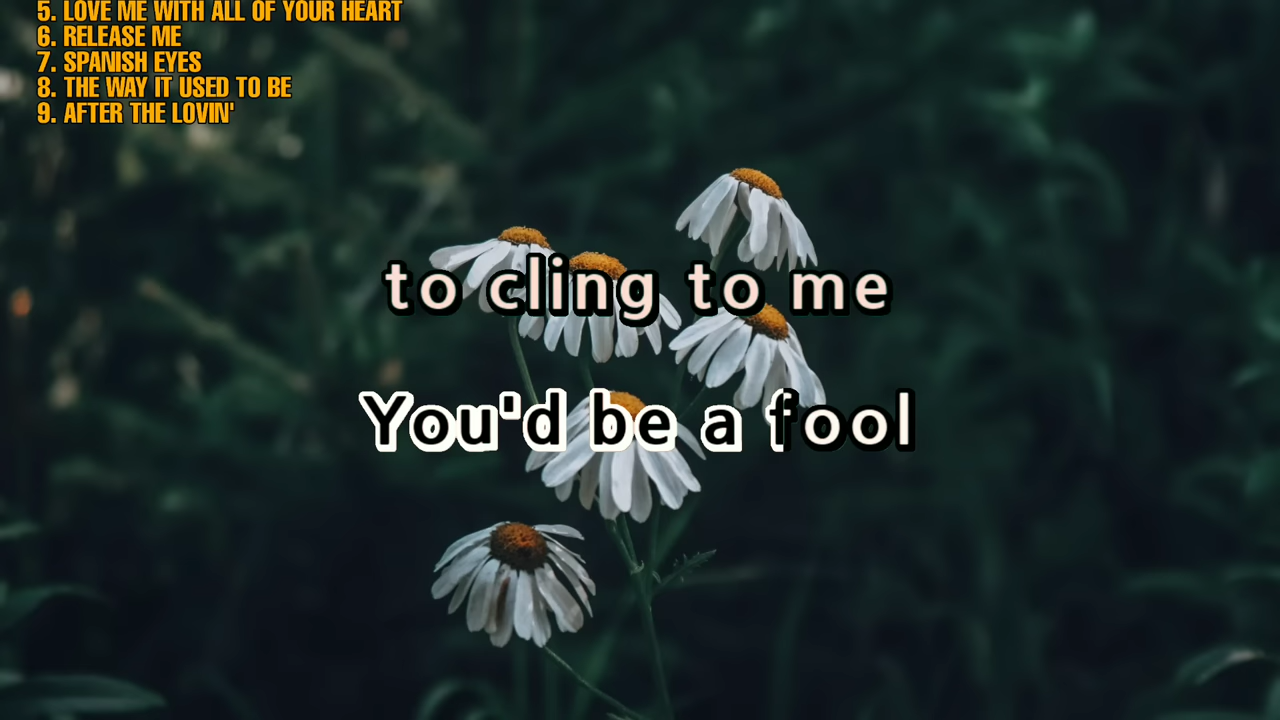 5. LOVE ME WITH ALL OF YOUR HEART
6. RELEASE ME
7. SPANISH EYES
8. THE WAY IT USED TO BE
9. AFTER THE LOVIN'
to cling to me
You'd be a fool